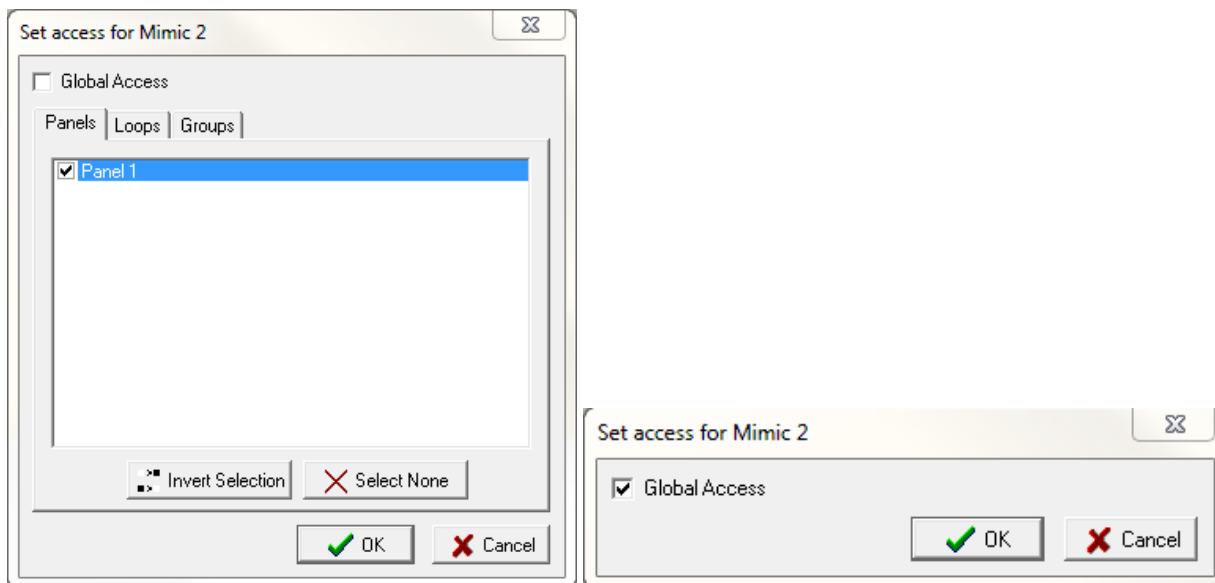 Set access for Mimic 2
Global Access
Panels Loops Groups
Panel 1
Invert Selection Select None
OK Cancel
Set access for Mimic 2
Global Access
OK Cancel